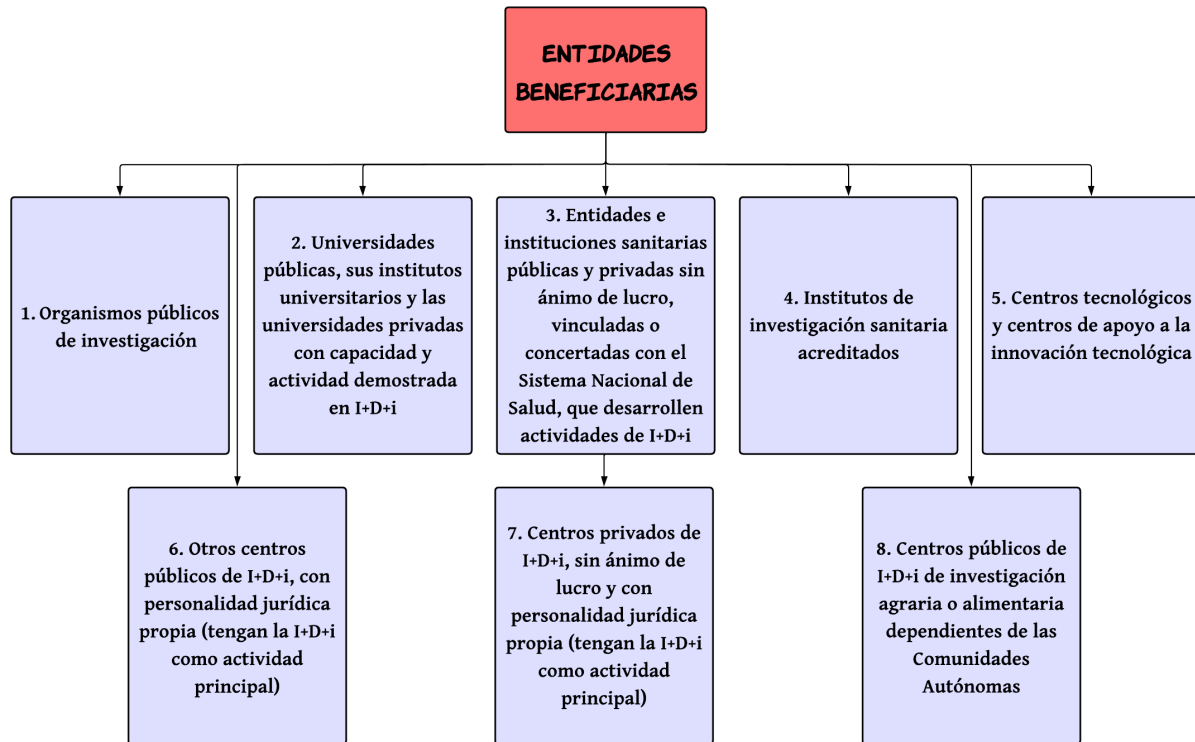 ENTIDADES
BENEFICIARIAS
1. Organismos públicos
de investigación
2. Universidades
públicas, sus institutos
universitarios y las
universidades privadas
con capacidad y
actividad demostrada
en I+D+i
3. Entidades e
instituciones sanitarias
públicas y privadas sin
ánimo de lucro,
vinculadas o
concertadas con el
Sistema Nacional de
Salud, que desarrollen
actividades de I+D+i
4. Institutos de
investigación sanitaria
acreditados
5. Centros tecnológicos
y centros de apoyo a la
innovación tecnológica
6. Otros centros
públicos de I+D+i, con
personalidad jurídica
propia (tengan la I+D+i
como actividad
principal)
7. Centros privados de
I+D+i, sin ánimo de
lucro y con
personalidad jurídica
propia (tengan la I+D+i
como actividad
principal)
8. Centros públicos de
I+D+i de investigación
agraria o alimentaria
dependientes de las
Comunidades
Autónomas